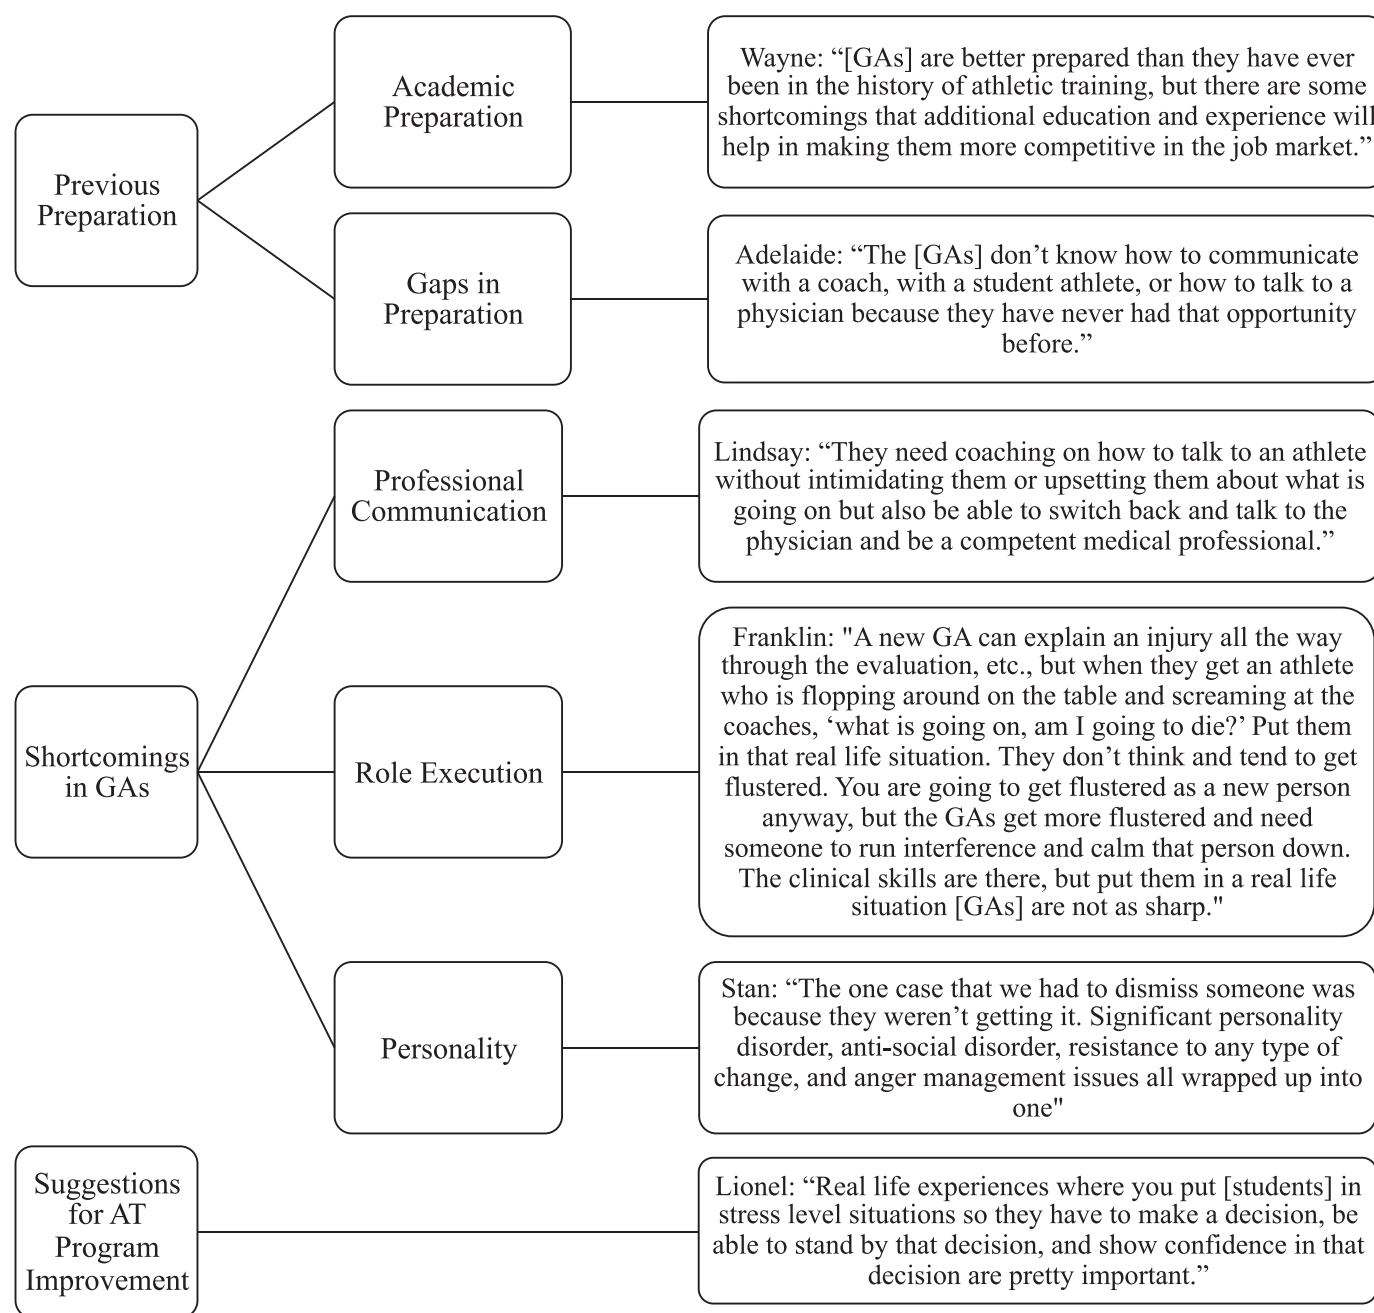 Previous
Preparation
Academic
Preparation
Wayne: “[GAs] are better prepared than they have ever
been in the history of athletic training, but there are some
shortcomings that additional education and experience will
help in making them more competitive in the job market.”
Gaps in
Preparation
Adelaide: “The [GAs] don’t know how to communicate
with a coach, with a student athlete, or how to talk to a
physician because they have never had that opportunity
before.”
Shortcomings
in GAs
Professional
Communication
Lindsay: “They need coaching on how to talk to an athlete
without intimidating them or upsetting them about what is
going on but also be able to switch back and talk to the
physician and be a competent medical professional.”
Role Execution
Franklin: "A new GA can explain an injury all the way
through the evaluation, etc., but when they get an athlete
who is flopping around on the table and screaming at the
coaches, ‘what is going on, am I going to die?’ Put them
in that real life situation. They don’t think and tend to get
flustered. You are going to get flustered as a new person
anyway, but the GAs get more flustered and need
someone to run interference and calm that person down.
The clinical skills are there, but put them in a real life
situation [GAs] are not as sharp."
Personality
Stan: “The one case that we had to dismiss someone was
because they weren’t getting it. Significant personality
disorder, anti-social disorder, resistance to any type of
change, and anger management issues all wrapped up into
one"
Suggestions
for AT
Program
Improvement
Lionel: “Real life experiences where you put [students] in
stress level situations so they have to make a decision, be
able to stand by that decision, and show confidence in that
decision are pretty important.”